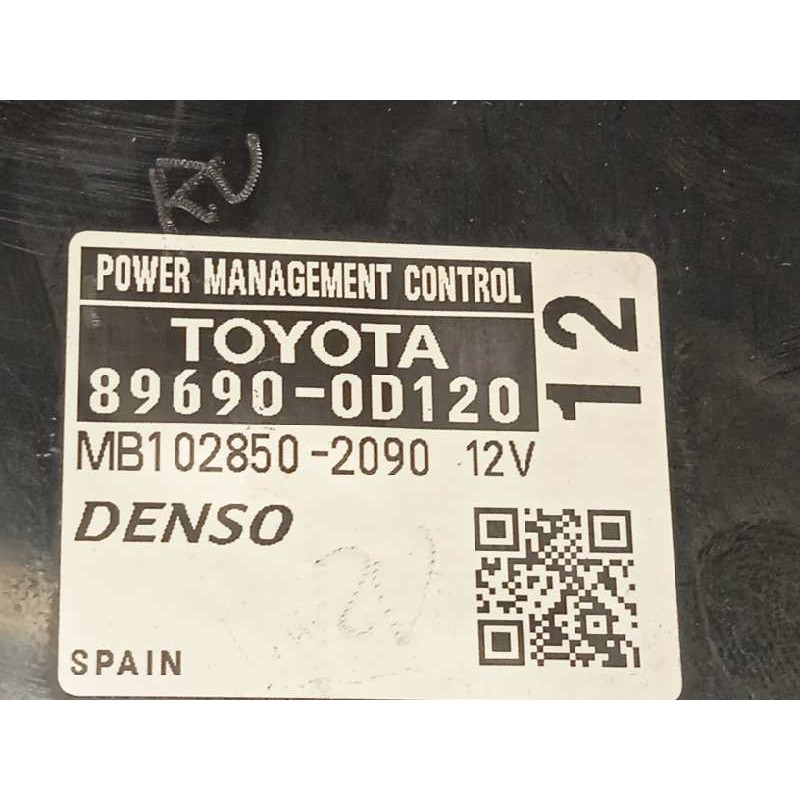 POWER MANAGEMENT CONTROL
TOYOTA
89690-0D120
12
MB102850-2090 12V
DENSO
SPAIN